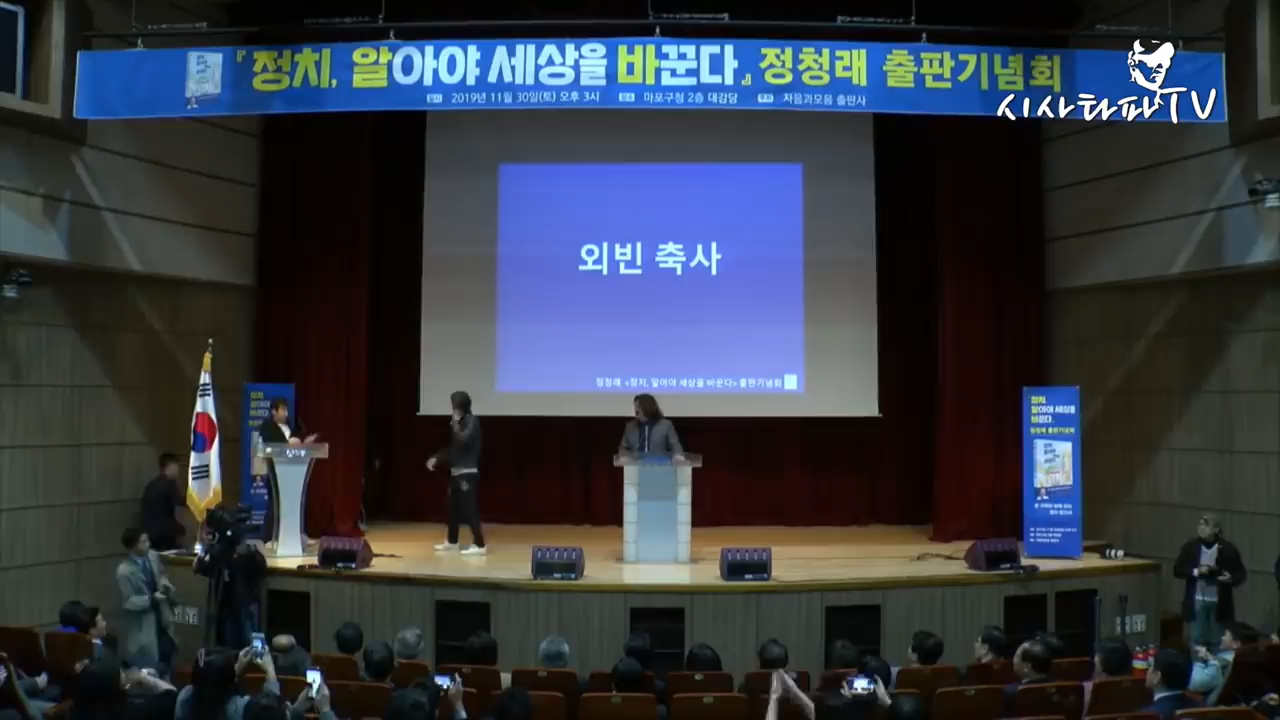 『정치, 알아야 세상을 바꾼다』 정청래 출판기념회
2019년 11월 30일(토) 오후 3시 마포구청 2층 대강당 자음과모음 출판사
시사타파TV
외빈 축사
정청래 <정치, 알아야 세상을 바꾼다> 출판기념회
정치,
알아야 세상을
바꾼다
정청래 출판기념회